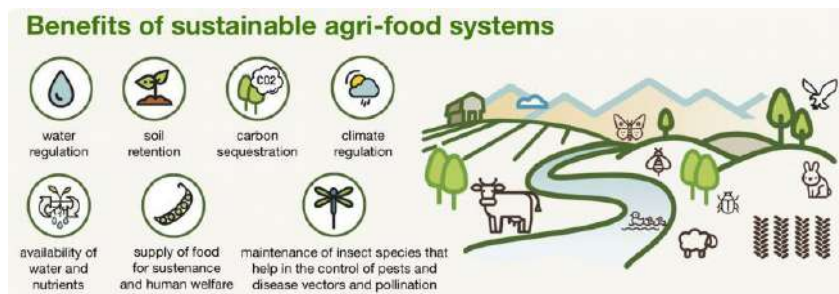 Benefits of sustainable agri-food systems
CO2
water
regulation
soil
retention
carbon
sequestration
climate
regulation
availability of
water and
nutrients
supply of food
for sustenance
and human welfare
maintenance of insect species that
help in the control of pests and
disease vectors and pollination